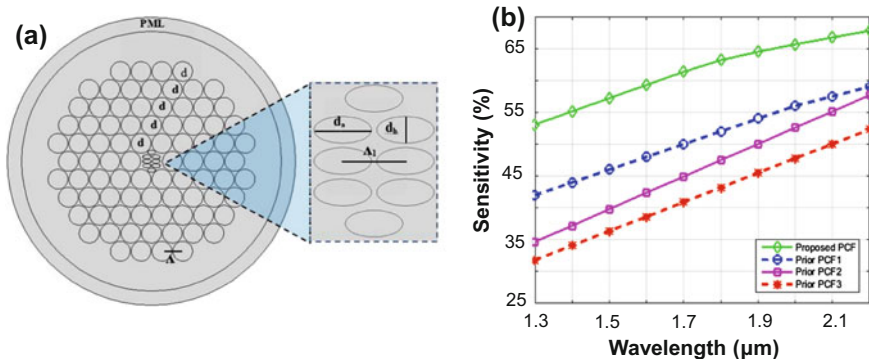 (a)
PML
d
d
d
d
d
Λ
dₐ
d_b
Λ₁
(b)
Sensitivity (%)
65
55
45
35
25
1.3
1.5
1.7
1.9
2.1
Wavelength (µm)
Proposed PCF
Prior PCF1
Prior PCF2
Prior PCF3